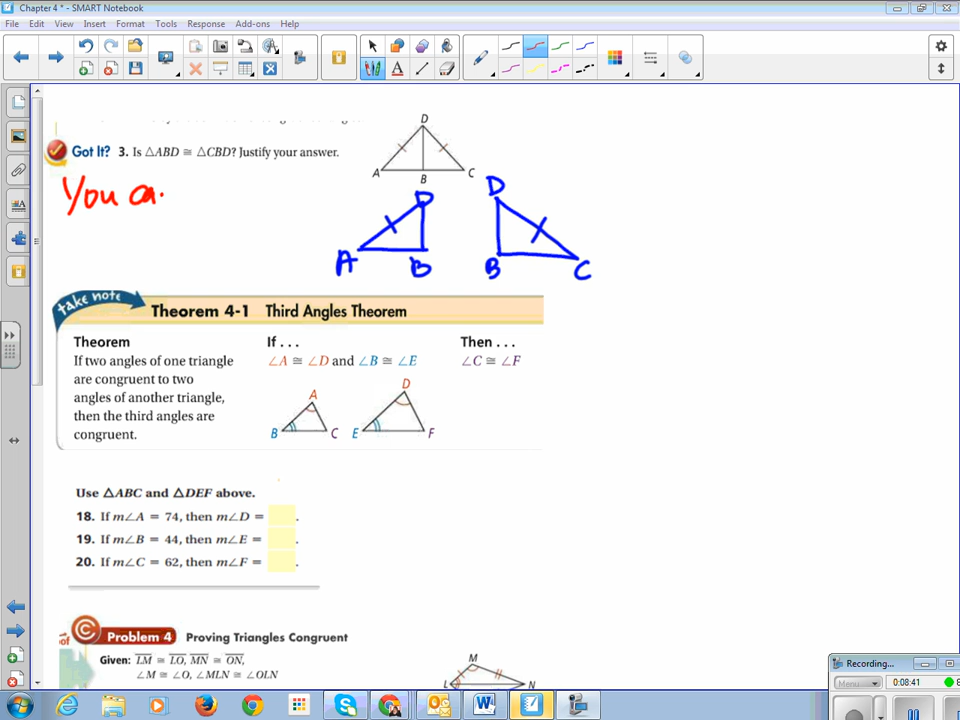 Chapter 4 * - SMART Notebook
File Edit View Insert Format Tools Response Add-ons Help
D
Got It? 3. Is △ABD ≅ △CBD? Justify your answer.
A B C
You ca
D D
A B B C
take note
Theorem 4-1 Third Angles Theorem
Theorem If . . . Then . . .
If two angles of one triangle ∠A ≅ ∠D and ∠B ≅ ∠E ∠C ≅ ∠F
are congruent to two
angles of another triangle,
then the third angles are
congruent.
A D
B C E F
Use △ABC and △DEF above.
18. If m∠A = 74, then m∠D = .
19. If m∠B = 44, then m∠E = .
20. If m∠C = 62, then m∠F = .
Problem 4 Proving Triangles Congruent
Given: LM ≅ LO, MN ≅ ON,
∠M ≅ ∠O, ∠MLN ≅ ∠OLN
M
L N
Recording...
Menu 0:08:41